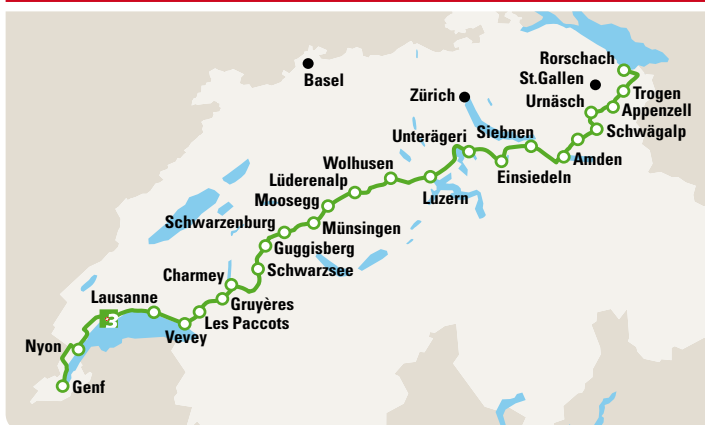 Rorschach
Basel
St.Gallen
Zürich
Trogen
Urnäsch
Appenzell
Unterägeri
Siebnen
Schwägalp
Wolhusen
Amden
Einsiedeln
Lüderenalp
Luzern
Moosegg
Schwarzenburg
Münsingen
Guggisberg
Schwarzsee
Charmey
Lausanne
Gruyères
3
Les Paccots
Vevey
Nyon
Genf